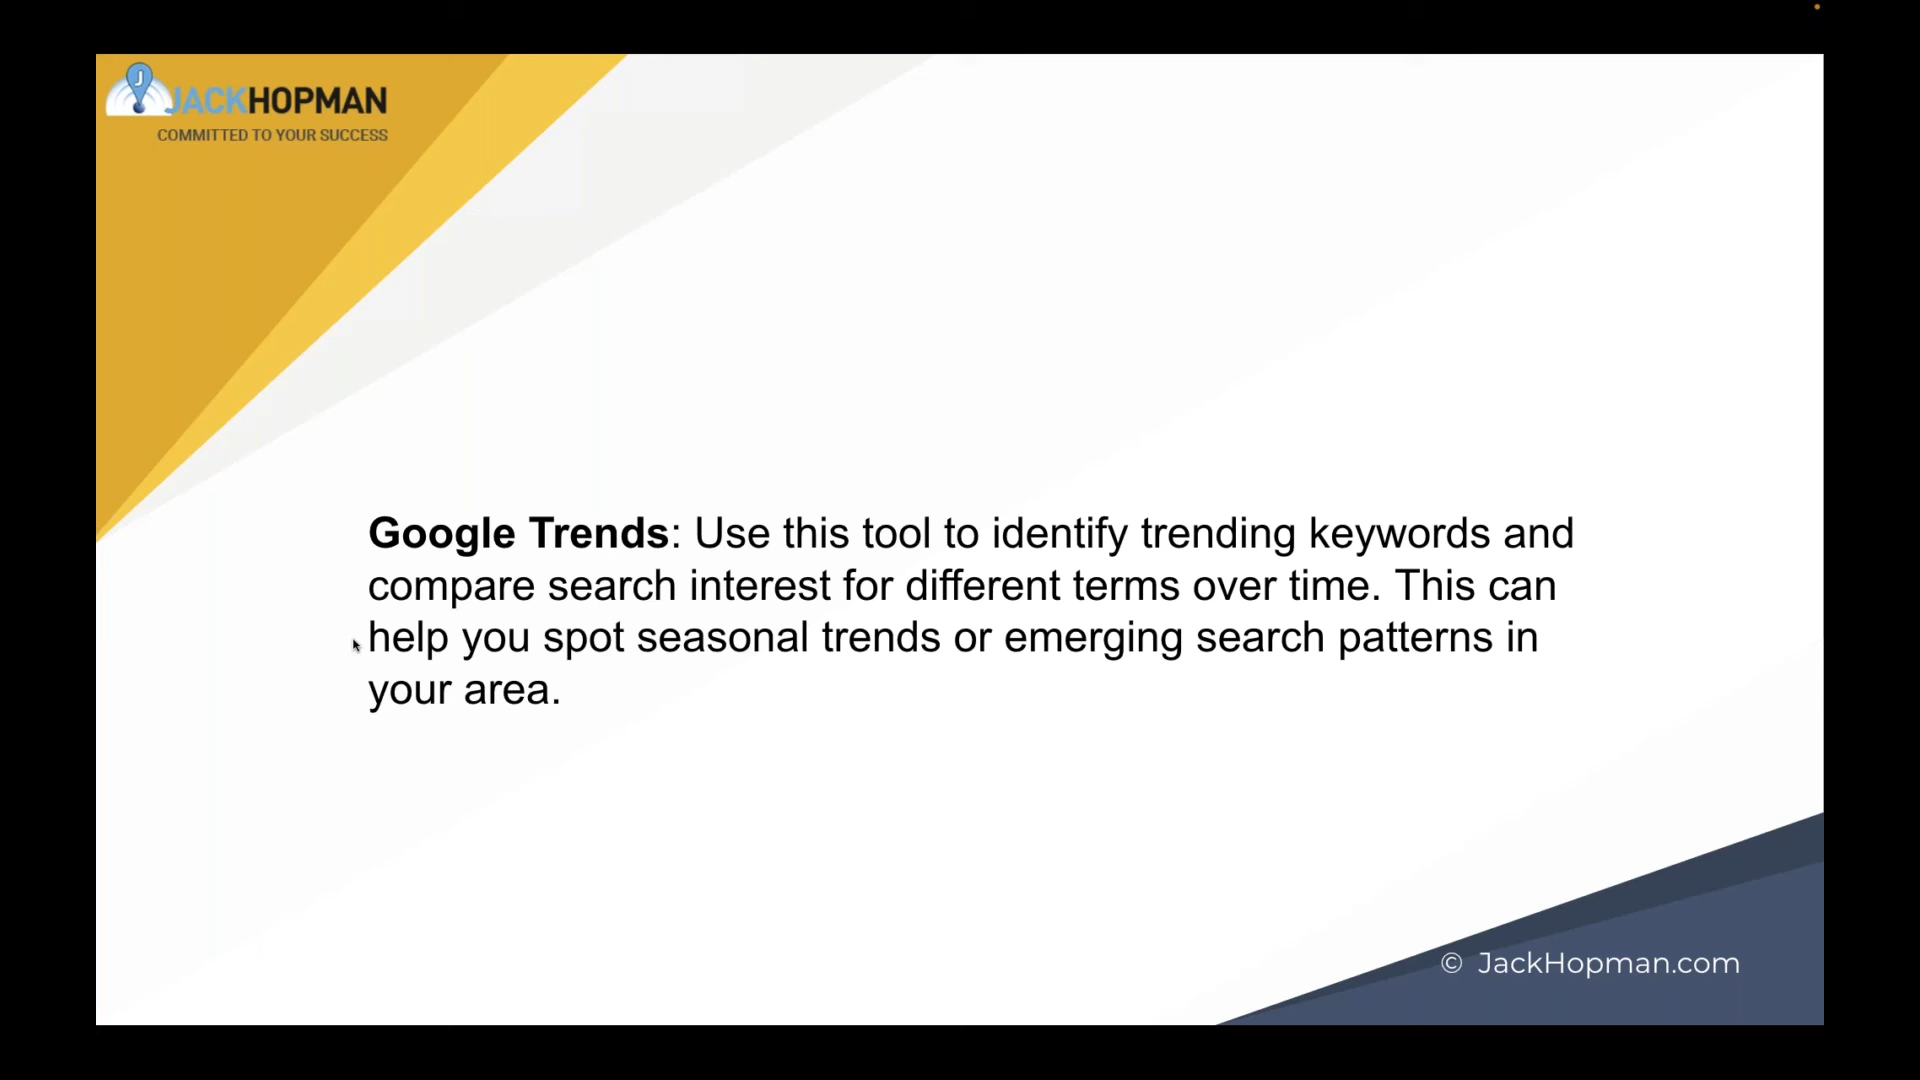 J
JACKHOPMAN
COMMITTED TO YOUR SUCCESS
Google Trends: Use this tool to identify trending keywords and
compare search interest for different terms over time. This can
help you spot seasonal trends or emerging search patterns in
your area.
© JackHopman.com